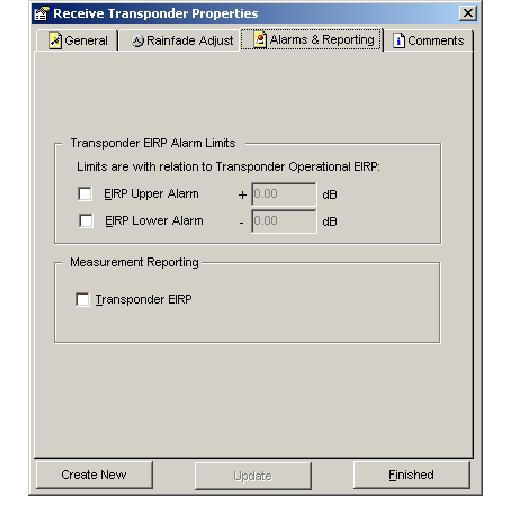 Receive Transponder Properties
General Rainfade Adjust Alarms & Reporting Comments
Transponder EIRP Alarm Limits
Limits are with relation to Transponder Operational EIRP:
EIRP Upper Alarm + 0.00 dB
EIRP Lower Alarm - 0.00 dB
Measurement Reporting
Transponder EIRP
Create New Update Finished